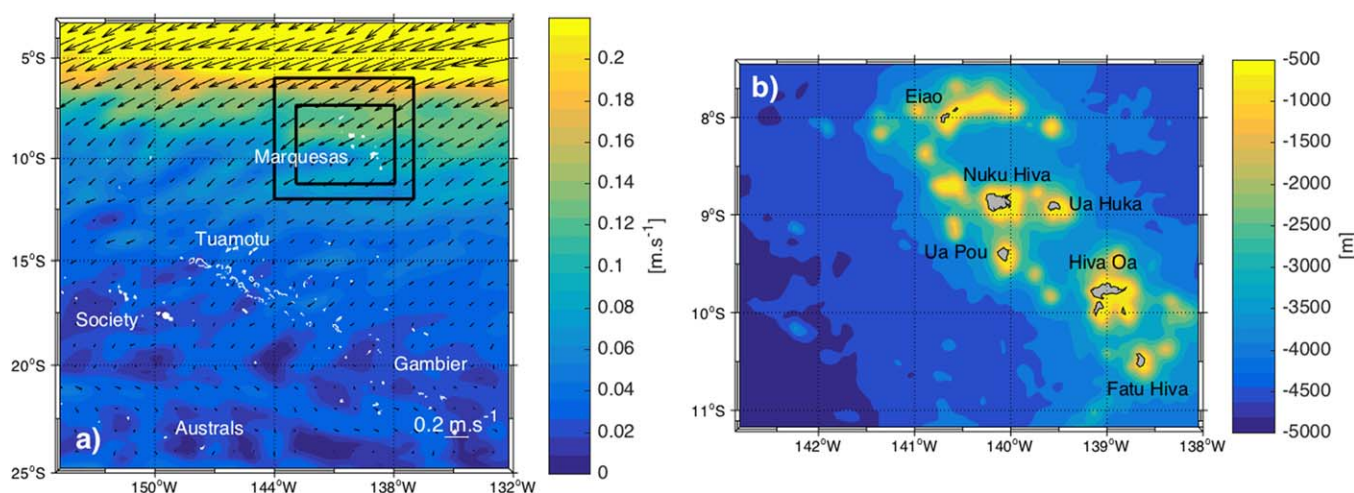 5°S
10°S
15°S
20°S
25°S
150°W
144°W
138°W
132°W
Marquesas
Tuamotu
Society
Gambier
Australs
0.2 m.s⁻¹
a)
0.2
0.18
0.16
0.14
0.12
0.1
0.08
0.06
0.04
0.02
0
[m.s⁻¹]
b)
8°S
9°S
10°S
11°S
142°W
141°W
140°W
139°W
138°W
Eiao
Nuku Hiva
Ua Huka
Ua Pou
Hiva Oa
Fatu Hiva
-500
-1000
-1500
-2000
-2500
-3000
-3500
-4000
-4500
-5000
[m]